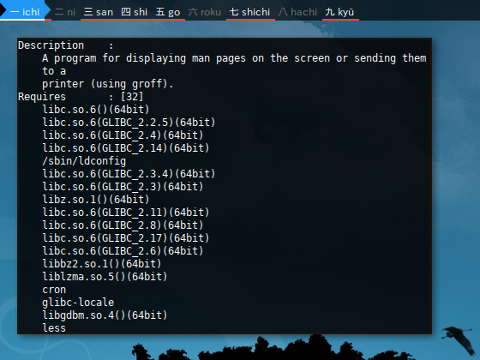 一 ichi 二 ni 三 san 四 shi 五 go 六 roku 七 shichi 八 hachi 九 kyū
Description    :
A program for displaying man pages on the screen or sending them
to a
printer (using groff).
Requires       : [32]
libc.so.6()(64bit)
libc.so.6(GLIBC_2.2.5)(64bit)
libc.so.6(GLIBC_2.4)(64bit)
libc.so.6(GLIBC_2.14)(64bit)
/sbin/ldconfig
libc.so.6(GLIBC_2.3.4)(64bit)
libc.so.6(GLIBC_2.3)(64bit)
libz.so.1()(64bit)
libc.so.6(GLIBC_2.11)(64bit)
libc.so.6(GLIBC_2.8)(64bit)
libc.so.6(GLIBC_2.17)(64bit)
libc.so.6(GLIBC_2.6)(64bit)
libbz2.so.1()(64bit)
liblzma.so.5()(64bit)
cron
glibc-locale
libgdbm.so.4()(64bit)
less